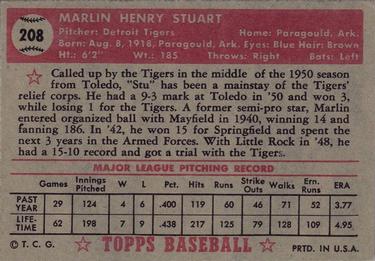 208
MARLIN HENRY STUART
Pitcher: Detroit Tigers Home: Paragould, Ark.
Born: Aug. 8, 1918, Paragould, Ark. Eyes: Blue Hair: Brown
Ht.: 6'2" Wt.: 185 Throws: Right Bats: Left
Called up by the Tigers in the middle of the 1950 season
from Toledo, "Stu" has been a mainstay of the Tigers'
relief corps. He had a 9-3 mark at Toledo in '50 and won 3,
while losing 1 for the Tigers. A former semi-pro star, Marlin
entered organized ball with Mayfield in 1940, winning 14 and
fanning 186. In '42, he won 15 for Springfield and spent the
next 3 years in the Armed Forces. With Little Rock in '48, he
had a 15-10 record and got a trial with the Tigers.
MAJOR LEAGUE PITCHING RECORD
Games Innings Pitched W L Pct. Hits Runs Strike Outs Walks Ern. Runs ERA
PAST YEAR 29 124 4 6 .400 119 60 46 71 52 3.77
LIFE-TIME 62 198 7 9 .438 217 125 79 128 109 4.95
© T. C. G. TOPPS BASEBALL PRTD. IN U.S.A.